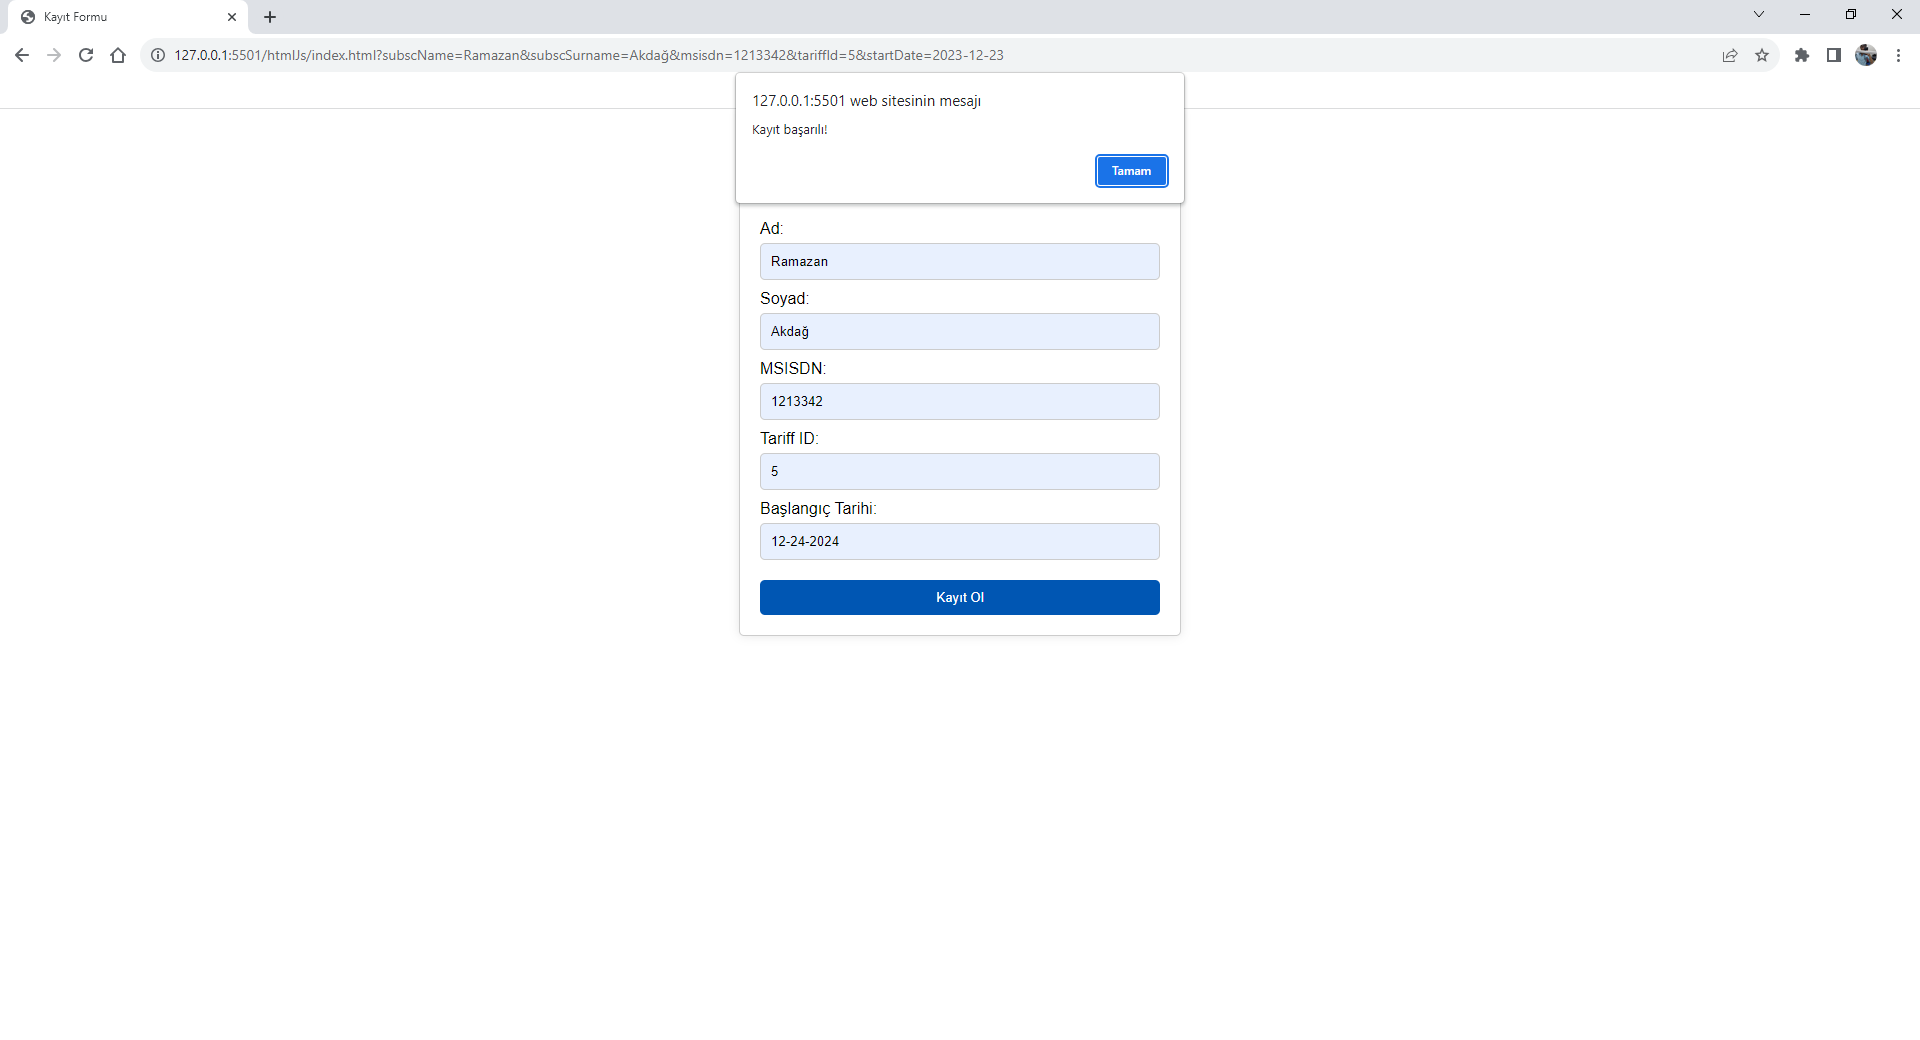 Kayıt Formu
127.0.0.1:5501/htmlJs/index.html?subscName=Ramazan&subscSurname=Akdağ&msisdn=1213342&tariffId=5&startDate=2023-12-23
127.0.0.1:5501 web sitesinin mesajı
Kayıt başarılı!
Tamam
Ad:
Ramazan
Soyad:
Akdağ
MSISDN:
1213342
Tariff ID:
5
Başlangıç Tarihi:
12-24-2024
Kayıt Ol